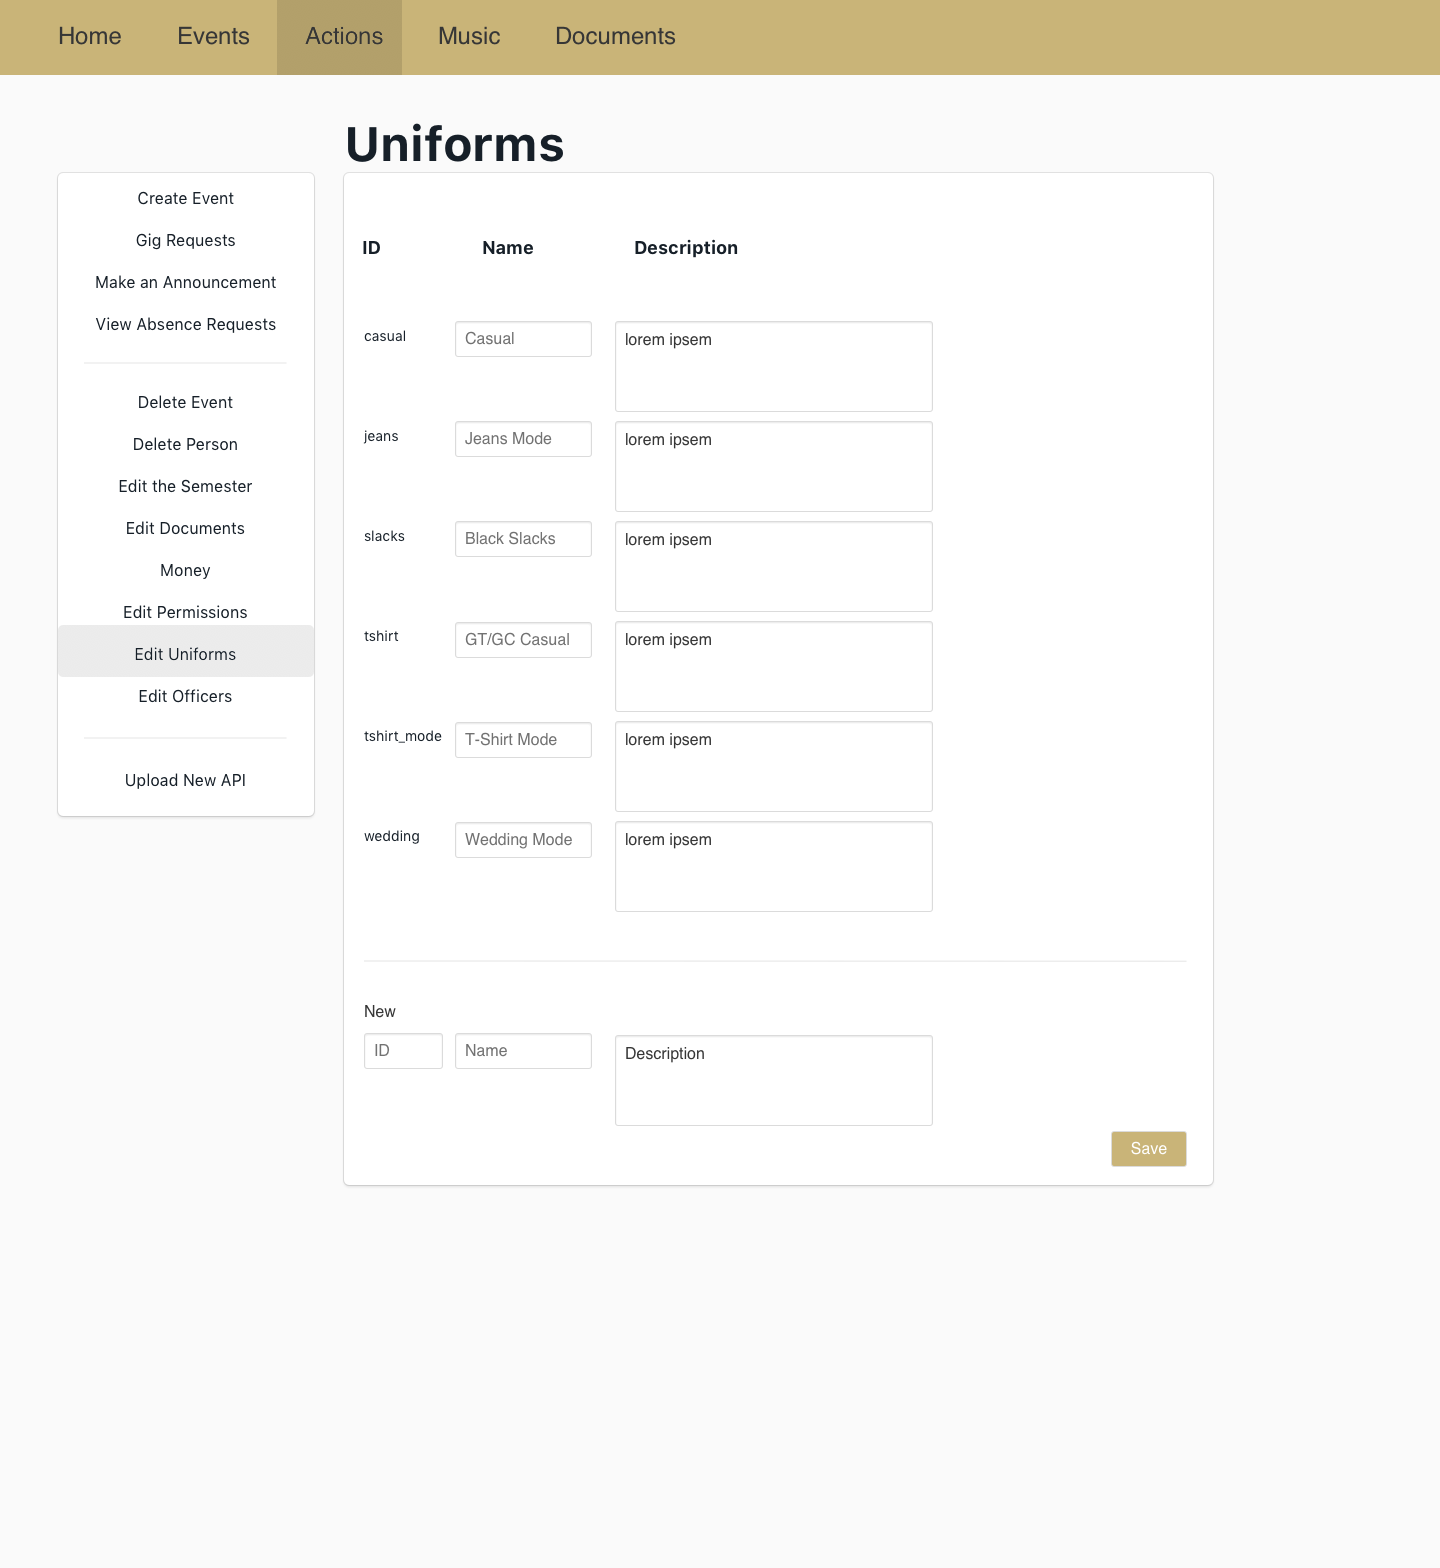 Home Events Actions Music Documents
Uniforms
Create Event
Gig Requests
Make an Announcement
View Absence Requests
Delete Event
Delete Person
Edit the Semester
Edit Documents
Money
Edit Permissions
Edit Uniforms
Edit Officers
Upload New API
ID Name Description
casual Casual lorem ipsem
jeans Jeans Mode lorem ipsem
slacks Black Slacks lorem ipsem
tshirt GT/GC Casual lorem ipsem
tshirt_mode T-Shirt Mode lorem ipsem
wedding Wedding Mode lorem ipsem
New
ID Name Description
Save